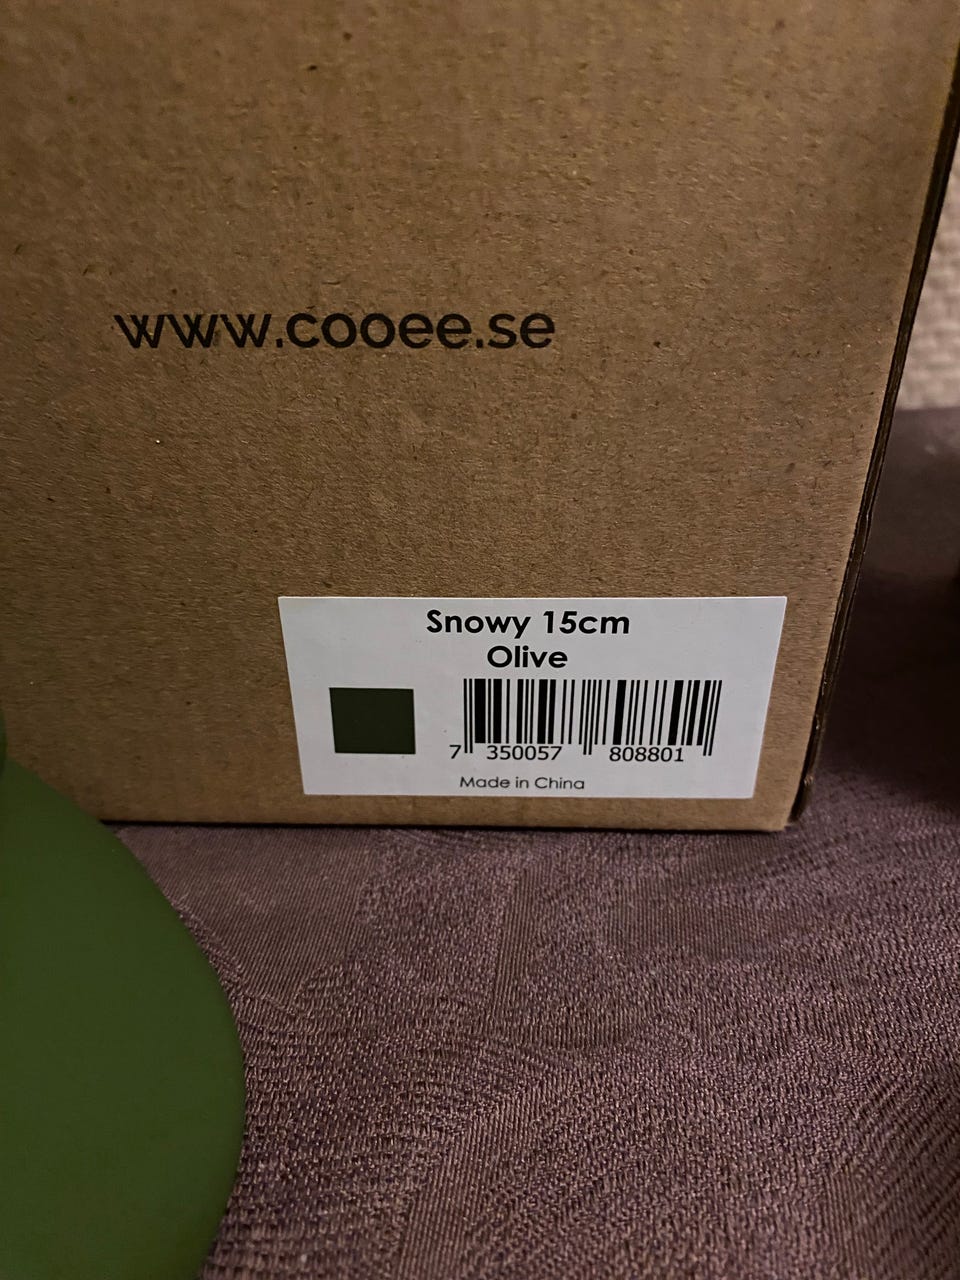 www.cooee.se
Snowy 15cm
Olive
7 350057 808801
Made in China